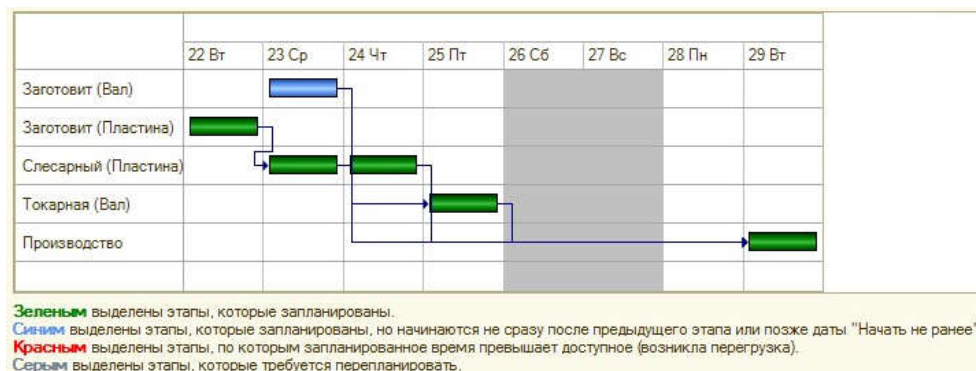 22 Вт 23 Ср 24 Чт 25 Пт 26 Сб 27 Вс 28 Пн 29 Вт
Заготовит (Вал)
Заготовит (Пластина)
Слесарный (Пластина)
Токарная (Вал)
Производство
Зеленым выделены этапы, которые запланированы.
Синим выделены этапы, которые запланированы, но начинаются не сразу после предыдущего этапа или позже даты "Начать не ранее"
Красным выделены этапы, по которым запланированное время превышает доступное (возникла перегрузка).
Серым выделены этапы, которые требуется перепланировать.